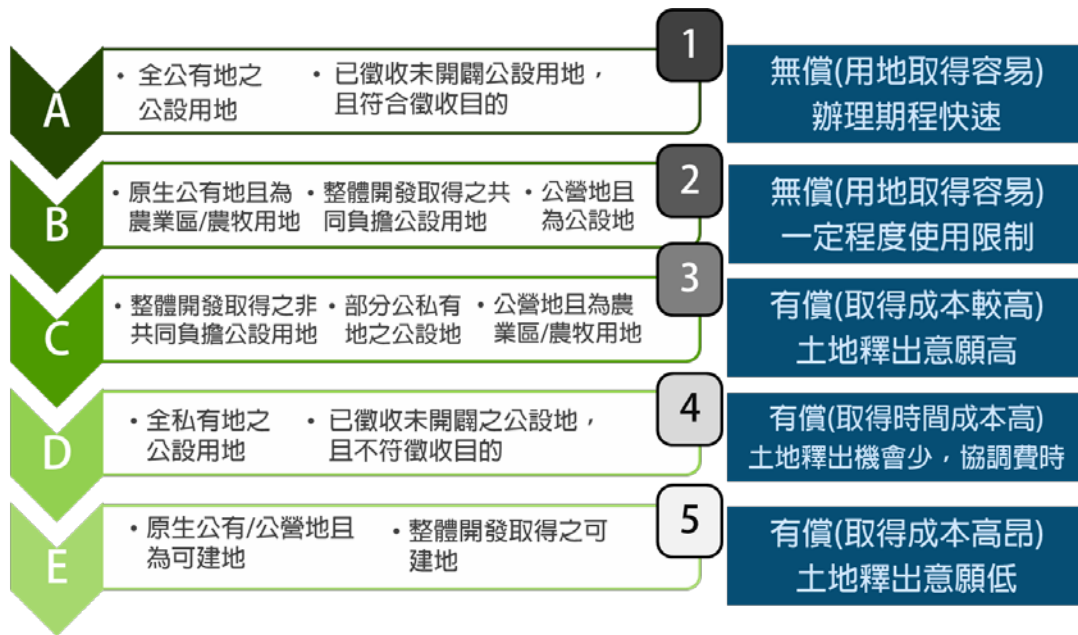 A
• 全公有地之
公設用地
• 已徵收未開闢公設用地，
且符合徵收目的
1
無償(用地取得容易)
辦理期程快速
B
• 原生公有地且為
農業區/農牧用地
• 整體開發取得之共
同負擔公設用地
• 公營地且
為公設地
2
無償(用地取得容易)
一定程度使用限制
C
• 整體開發取得之非
共同負擔公設用地
• 部分公私有
地之公設地
• 公營地且為農
業區/農牧用地
3
有償(取得成本較高)
土地釋出意願高
D
• 全私有地之
公設用地
• 已徵收未開闢之公設地，
且不符徵收目的
4
有償(取得時間成本高)
土地釋出機會少，協調費時
E
• 原生公有/公營地且
為可建地
• 整體開發取得之可
建地
5
有償(取得成本高昂)
土地釋出意願低